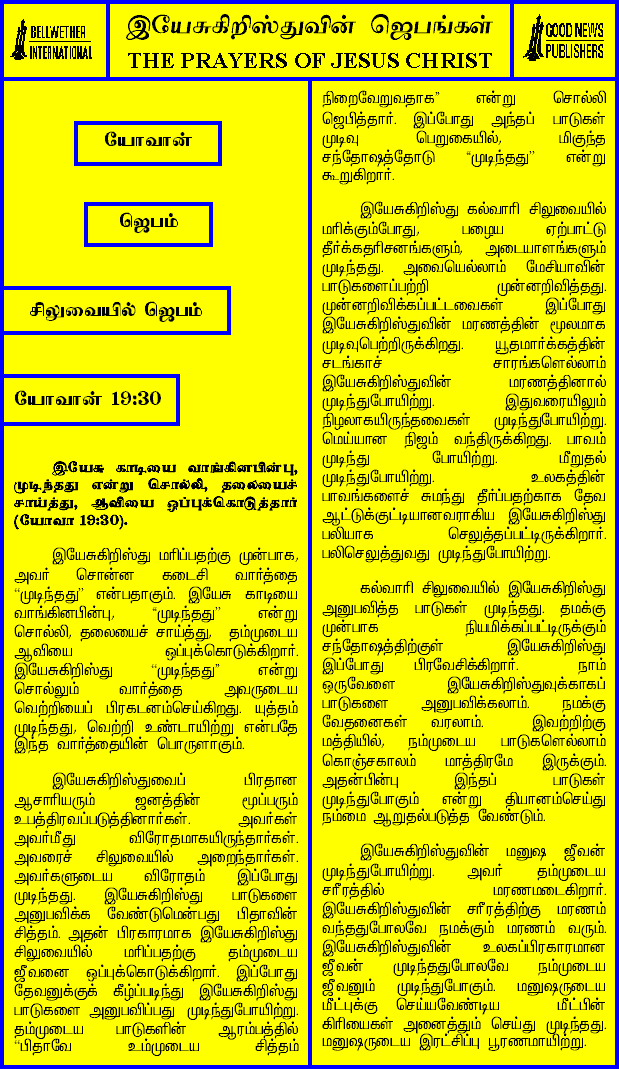 BELLWETHER
INTERNATIONAL
இயேசுகிறிஸ்துவின் ஜெபங்கள்
THE PRAYERS OF JESUS CHRIST
GOOD NEWS
PUBLISHERS
யோவான்
ஜெபம்
சிலுவையில் ஜெபம்
யோவான் 19:30
இயேசு காடியை வாங்கினபின்பு,
முடிந்தது என்று சொல்லி, தலையைச்
சாய்த்து, ஆவியை ஒப்புக்கொடுத்தார்
(யோவா 19:30).
இயேசுகிறிஸ்து மரிப்பதற்கு முன்பாக,
அவர் சொன்ன கடைசி வார்த்தை
“முடிந்தது” என்பதாகும். இயேசு காடியை
வாங்கினபின்பு, “முடிந்தது” என்று
சொல்லி, தலையைச் சாய்த்து, தம்முடைய
ஆவியை ஒப்புக்கொடுக்கிறார்.
இயேசுகிறிஸ்து “முடிந்தது” என்று
சொல்லும் வார்த்தை அவருடைய
வெற்றியைப் பிரகடனம்செய்கிறது. யுத்தம்
முடிந்தது, வெற்றி உண்டாயிற்று என்பதே
இந்த வார்த்தையின் பொருளாகும்.
இயேசுகிறிஸ்துவைப் பிரதான
ஆசாரியரும் ஜனத்தின் மூப்பரும்
உபத்திரவப்படுத்தினார்கள். அவர்கள்
அவர்மீது விரோதமாகயிருந்தார்கள்.
அவரைச் சிலுவையில் அறைந்தார்கள்.
அவர்களுடைய விரோதம் இப்போது
முடிந்தது. இயேசுகிறிஸ்து பாடுகளை
அனுபவிக்க வேண்டுமென்பது பிதாவின்
சித்தம். அதன் பிரகாரமாக இயேசுகிறிஸ்து
சிலுவையில் மரிப்பதற்கு தம்முடைய
ஜீவனை ஒப்புக்கொடுக்கிறார். இப்போது
தேவனுக்குக் கீழ்ப்படிந்து இயேசுகிறிஸ்து
பாடுகளை அனுபவிப்பது முடிந்துபோயிற்று.
தம்முடைய பாடுகளின் ஆரம்பத்தில்
“பிதாவே உம்முடைய சித்தம்
நிறைவேறுவதாக” என்று சொல்லி
ஜெபித்தார். இப்போது அந்தப் பாடுகள்
முடிவு பெறுகையில், மிகுந்த
சந்தோஷத்தோடு “முடிந்தது” என்று
கூறுகிறார்.
இயேசுகிறிஸ்து கல்வாரி சிலுவையில்
மரிக்கும்போது, பழைய ஏற்பாட்டு
தீர்க்கதரிசனங்களும், அடையாளங்களும்
முடிந்தது. அவையெல்லாம் மேசியாவின்
பாடுகளைப்பற்றி முன்னறிவித்தது.
முன்னறிவிக்கப்பட்டவைகள் இப்போது
இயேசுகிறிஸ்துவின் மரணத்தின் மூலமாக
முடிவுபெற்றிருக்கிறது. யூதமார்க்கத்தின்
சடங்காச் சாரங்களெல்லாம்
இயேசுகிறிஸ்துவின் மரணத்தினால்
முடிந்துபோயிற்று. இதுவரையிலும்
நிழலாகயிருந்தவைகள் முடிந்துபோயிற்று.
மெய்யான நிஜம் வந்திருக்கிறது. பாவம்
முடிந்து போயிற்று. மீறுதல்
முடிந்துபோயிற்று. உலகத்தின்
பாவங்களைச் சுமந்து தீர்ப்பதற்காக தேவ
ஆட்டுக்குட்டியானவராகிய இயேசுகிறிஸ்து
பலியாக செலுத்தப்பட்டிருக்கிறார்.
பலிசெலுத்துவது முடிந்துபோயிற்று.
கல்வாரி சிலுவையில் இயேசுகிறிஸ்து
அனுபவித்த பாடுகள் முடிந்தது. தமக்கு
முன்பாக நியமிக்கப்பட்டிருக்கும்
சந்தோஷத்திற்குள் இயேசுகிறிஸ்து
இப்போது பிரவேசிக்கிறார். நாம்
ஒருவேளை இயேசுகிறிஸ்துவுக்காகப்
பாடுகளை அனுபவிக்கலாம். நமக்கு
வேதனைகள் வரலாம். இவற்றிற்கு
மத்தியில், நம்முடைய பாடுகளெல்லாம்
கொஞ்சகாலம் மாத்திரமே இருக்கும்.
அதன்பின்பு இந்தப் பாடுகள்
முடிந்துபோகும் என்று தியானம்செய்து
நம்மை ஆறுதல்படுத்த வேண்டும்.
இயேசுகிறிஸ்துவின் மனுஷ ஜீவன்
முடிந்துபோயிற்று. அவர் தம்முடைய
சரீரத்தில் மரணமடைகிறார்.
இயேசுகிறிஸ்துவின் சரீரத்திற்கு மரணம்
வந்ததுபோலவே நமக்கும் மரணம் வரும்.
இயேசுகிறிஸ்துவின் உலகப்பிரகாரமான
ஜீவன் முடிந்ததுபோலவே நம்முடைய
ஜீவனும் முடிந்துபோகும். மனுஷருடைய
மீட்புக்கு செய்யவேண்டிய மீட்பின்
கிரியைகள் அனைத்தும் செய்து முடிந்தது.
மனுஷருடைய இரட்சிப்பு பூரணமாயிற்று.